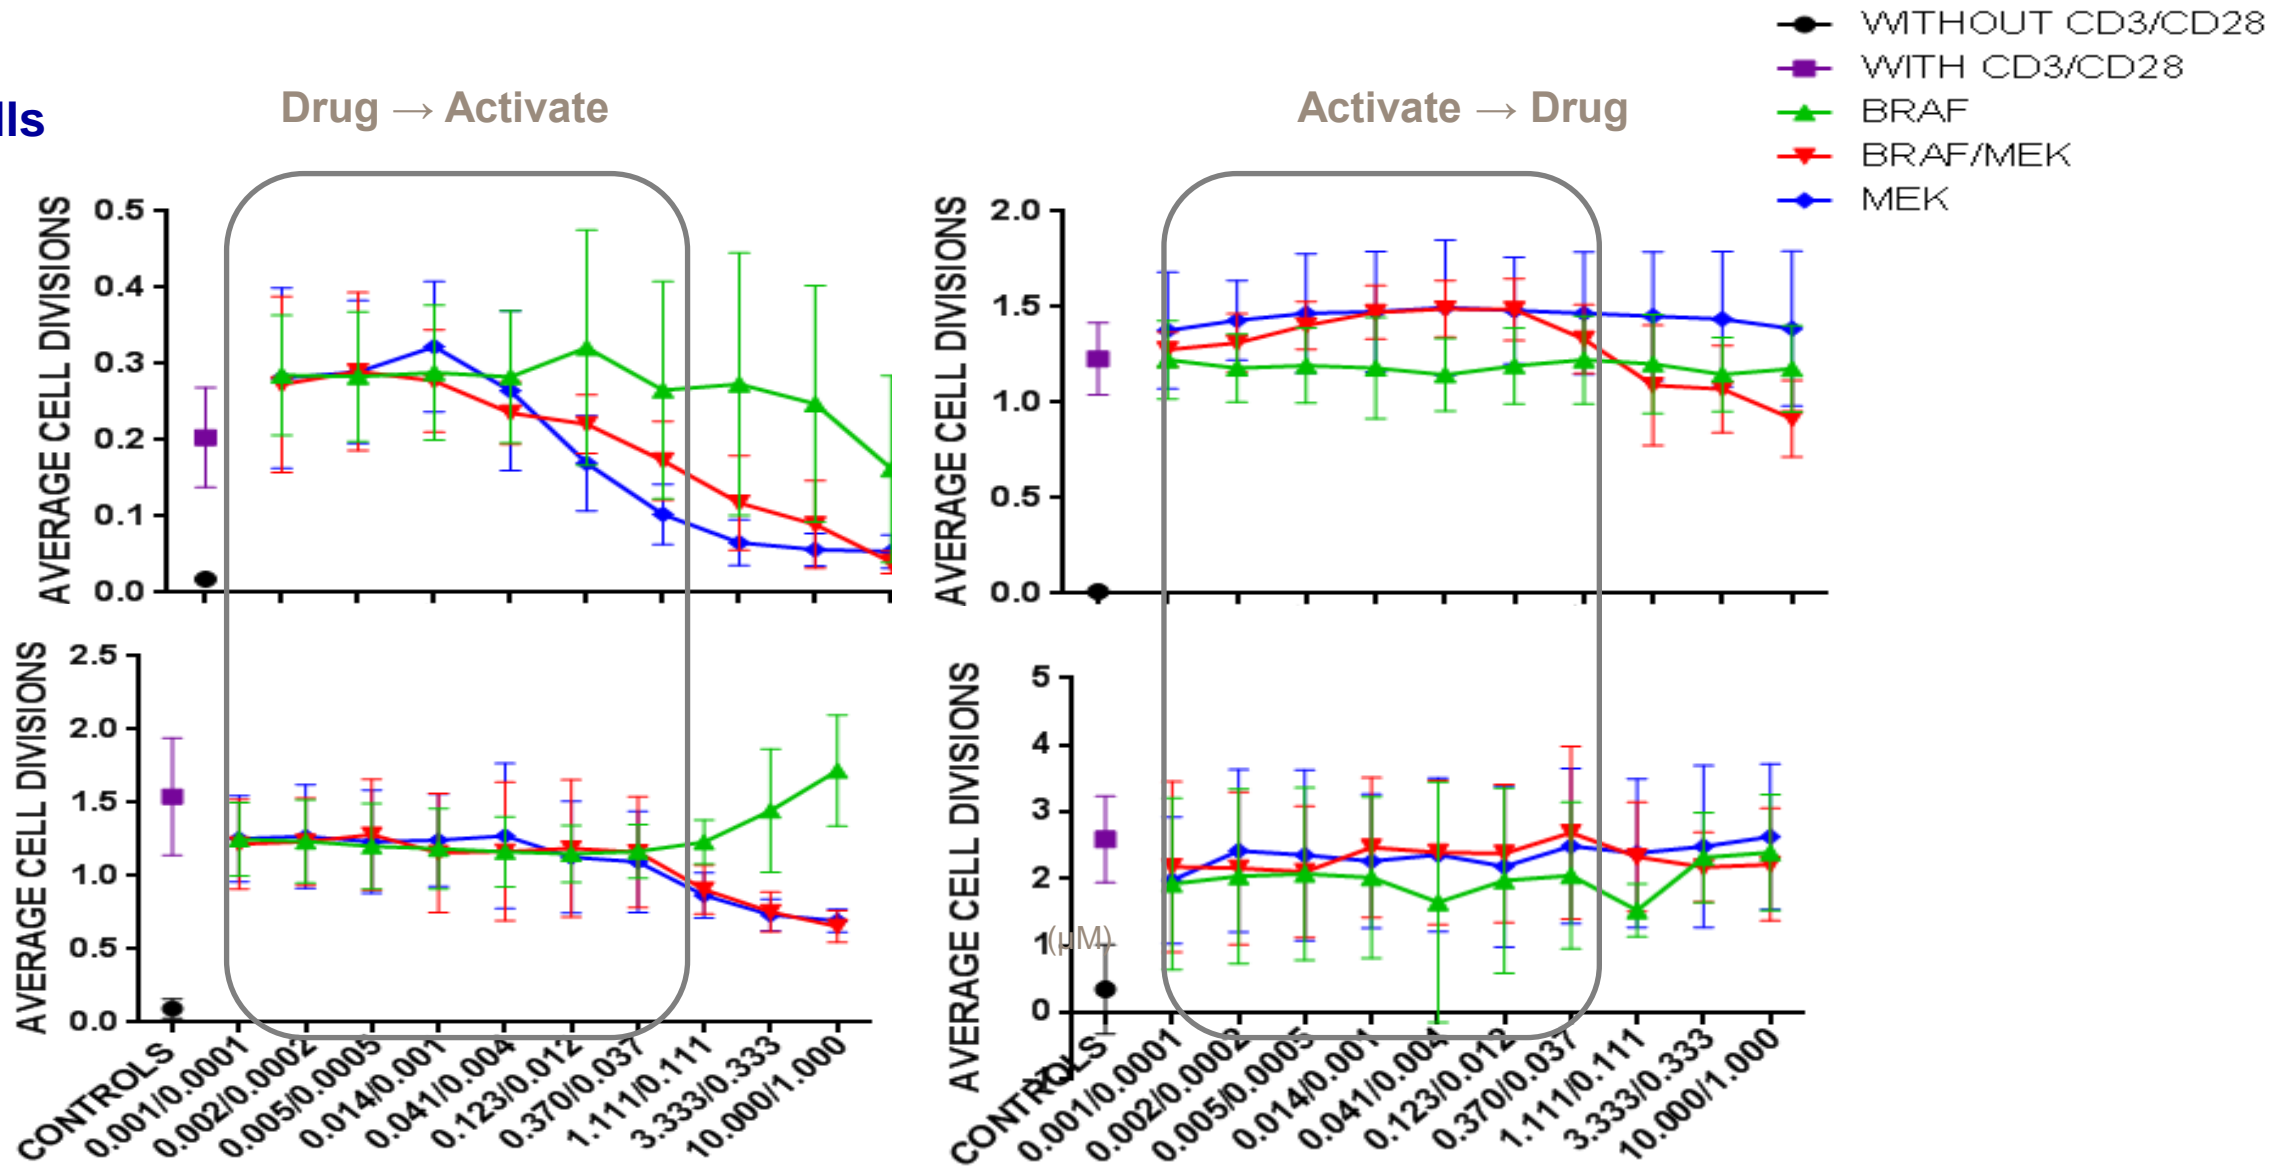 WITHOUT CD3/CD28
WITH CD3/CD28
BRAF
BRAF/MEK
MEK
lls
Drug → Activate
Activate → Drug
AVERAGE CELL DIVISIONS
0.5
0.4
0.3
0.2
0.1
0.0
AVERAGE CELL DIVISIONS
2.0
1.5
1.0
0.5
0.0
AVERAGE CELL DIVISIONS
2.5
2.0
1.5
1.0
0.5
0.0
CONTROLS
0.001/0.0001
0.002/0.0002
0.005/0.0005
0.014/0.001
0.041/0.004
0.123/0.012
0.370/0.037
1.111/0.111
3.333/0.333
10.000/1.000
AVERAGE CELL DIVISIONS
5
4
3
2
1
(µM)
0
CONTROLS
0.001/0.0001
0.002/0.0002
0.005/0.0005
0.014/0.001
0.041/0.004
0.123/0.012
0.370/0.037
1.111/0.111
3.333/0.333
10.000/1.000